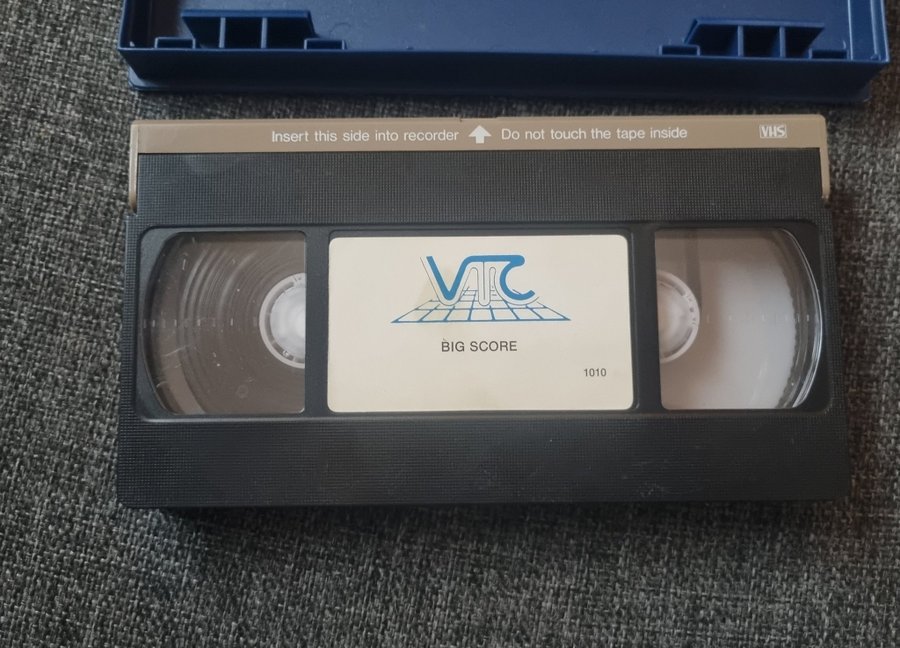 Insert this side into recorder Do not touch the tape inside VHS
VTC
BIG SCORE
1010